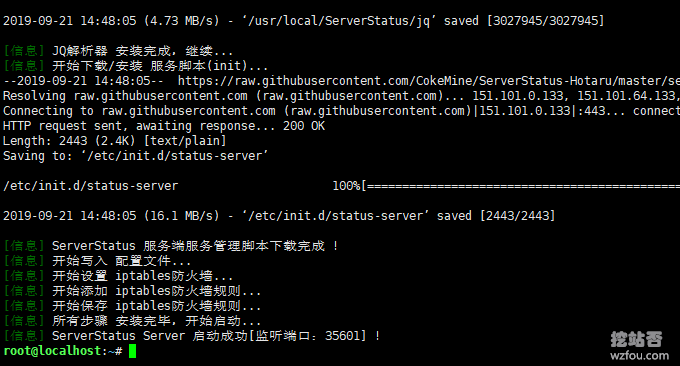 2019-09-21 14:48:05 (4.73 MB/s) - ‘/usr/local/ServerStatus/jq’ saved [3027945/3027945]
[信息] JQ解析器 安装完成, 继续...
[信息] 开始下载/安装 服务脚本(init)...
--2019-09-21 14:48:05--  https://raw.githubusercontent.com/CokeMine/ServerStatus-Hotaru/master/se
Resolving raw.githubusercontent.com (raw.githubusercontent.com)... 151.101.0.133, 151.101.64.133,
Connecting to raw.githubusercontent.com (raw.githubusercontent.com)|151.101.0.133|:443... connect
HTTP request sent, awaiting response... 200 OK
Length: 2443 (2.4K) [text/plain]
Saving to: ‘/etc/init.d/status-server’
/etc/init.d/status-server                  100%[=============================================
2019-09-21 14:48:05 (16.1 MB/s) - ‘/etc/init.d/status-server’ saved [2443/2443]
[信息] ServerStatus 服务端服务管理脚本下载完成 !
[信息] 开始写入 配置文件...
[信息] 开始设置 iptables防火墙...
[信息] 开始添加 iptables防火墙规则...
[信息] 开始保存 iptables防火墙规则...
[信息] 所有步骤 安装完毕, 开始启动...
[信息] ServerStatus Server 启动成功[监听端口：35601] !
root@localhost:~#
挖站否
wzfou.com